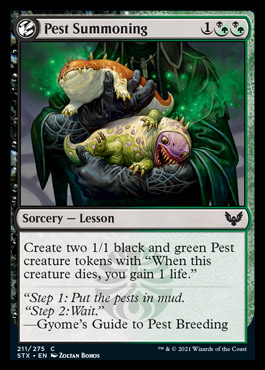 Pest Summoning 1
Sorcery — Lesson
Create two 1/1 black and green Pest
creature tokens with “When this
creature dies, you gain 1 life.”
“Step 1: Put the pests in mud.
“Step 2:Wait.”
—Gyome's Guide to Pest Breeding
211/275 C
STX • EN Zoltan Boros
™ & © 2021 Wizards of the Coast